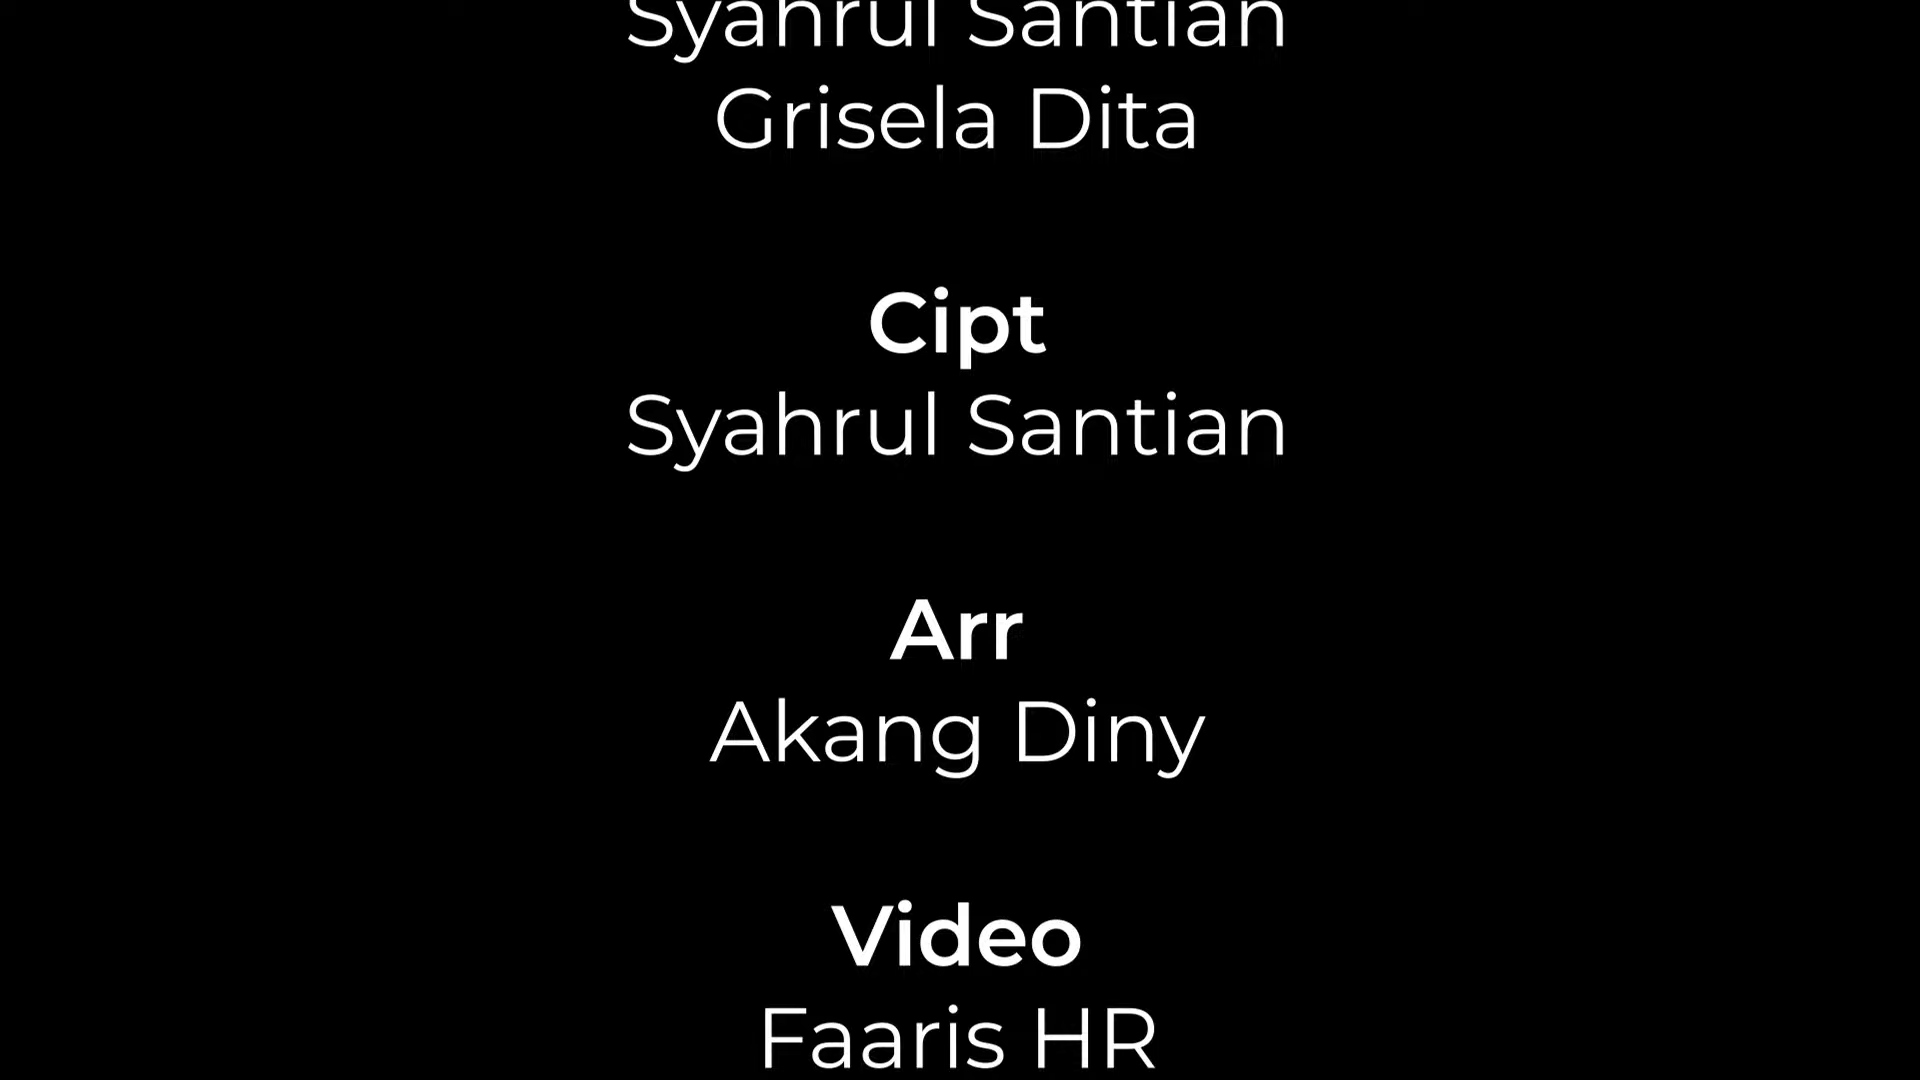 Syahrul Santian
Grisela Dita
Cipt
Syahrul Santian
Arr
Akang Diny
Video
Faaris HR